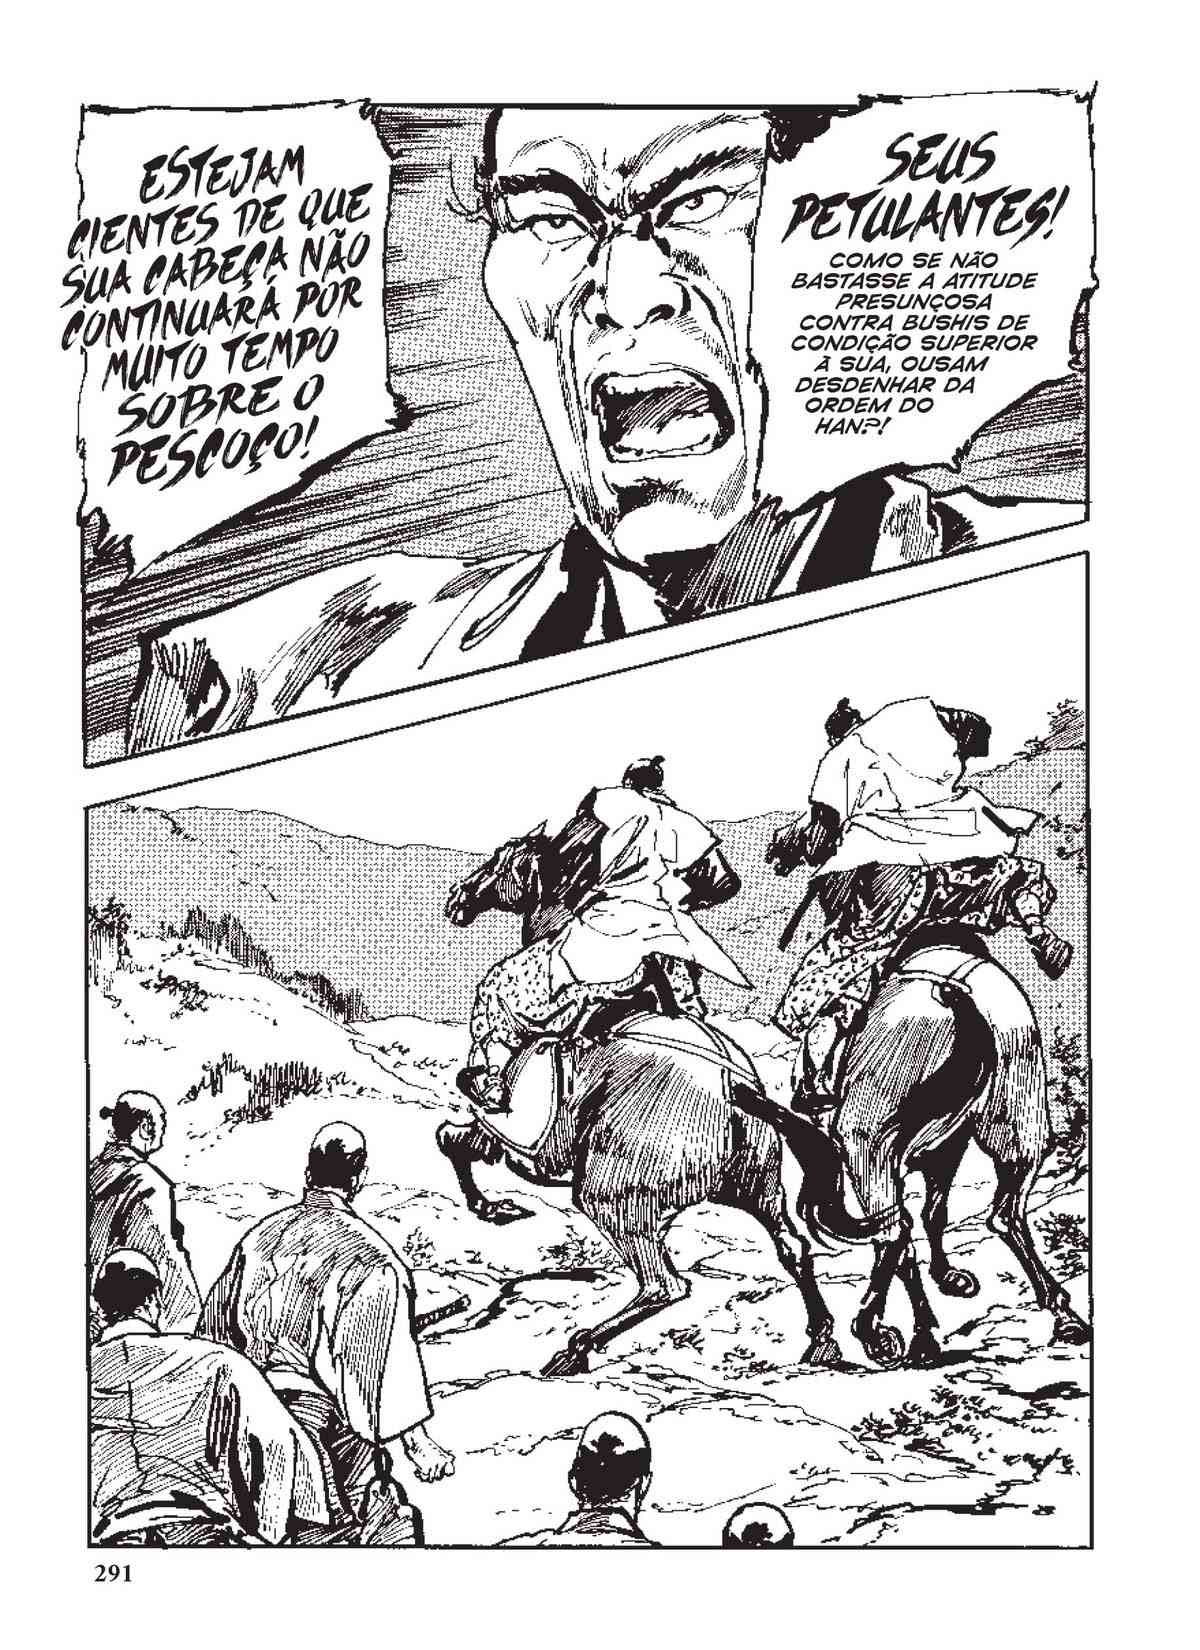 SEUS
PETULANTES!
COMO SE NÃO
BASTASSE A ATITUDE
PRESUNÇOSA
CONTRA BUSHIS DE
CONDIÇÃO SUPERIOR
À SUA, OUSAM
DESDENHAR DA
ORDEM DO
HAN?!
ESTEJAM
CIENTES DE QUE
SUA CABEÇA NÃO
CONTINUARÁ POR
MUITO TEMPO
SOBRE O
PESCOÇO!
291